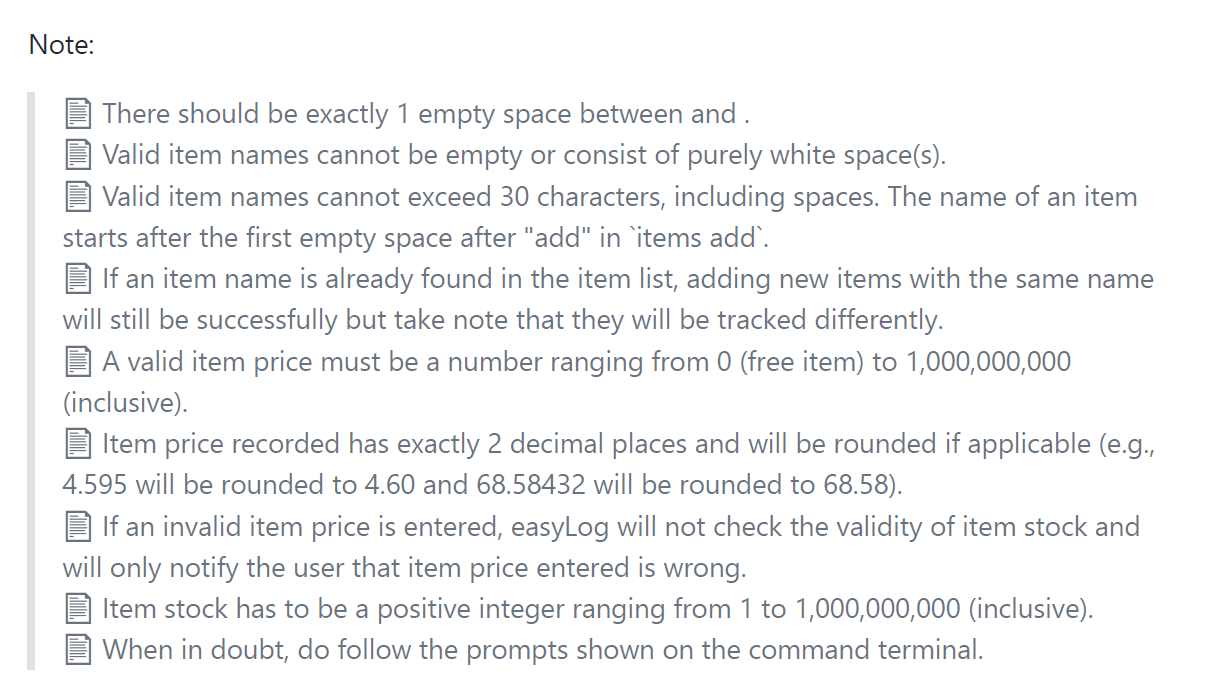 Note:
There should be exactly 1 empty space between and .
Valid item names cannot be empty or consist of purely white space(s).
Valid item names cannot exceed 30 characters, including spaces. The name of an item
starts after the first empty space after "add" in `items add`.
If an item name is already found in the item list, adding new items with the same name
will still be successfully but take note that they will be tracked differently.
A valid item price must be a number ranging from 0 (free item) to 1,000,000,000
(inclusive).
Item price recorded has exactly 2 decimal places and will be rounded if applicable (e.g.,
4.595 will be rounded to 4.60 and 68.58432 will be rounded to 68.58).
If an invalid item price is entered, easyLog will not check the validity of item stock and
will only notify the user that item price entered is wrong.
Item stock has to be a positive integer ranging from 1 to 1,000,000,000 (inclusive).
When in doubt, do follow the prompts shown on the command terminal.